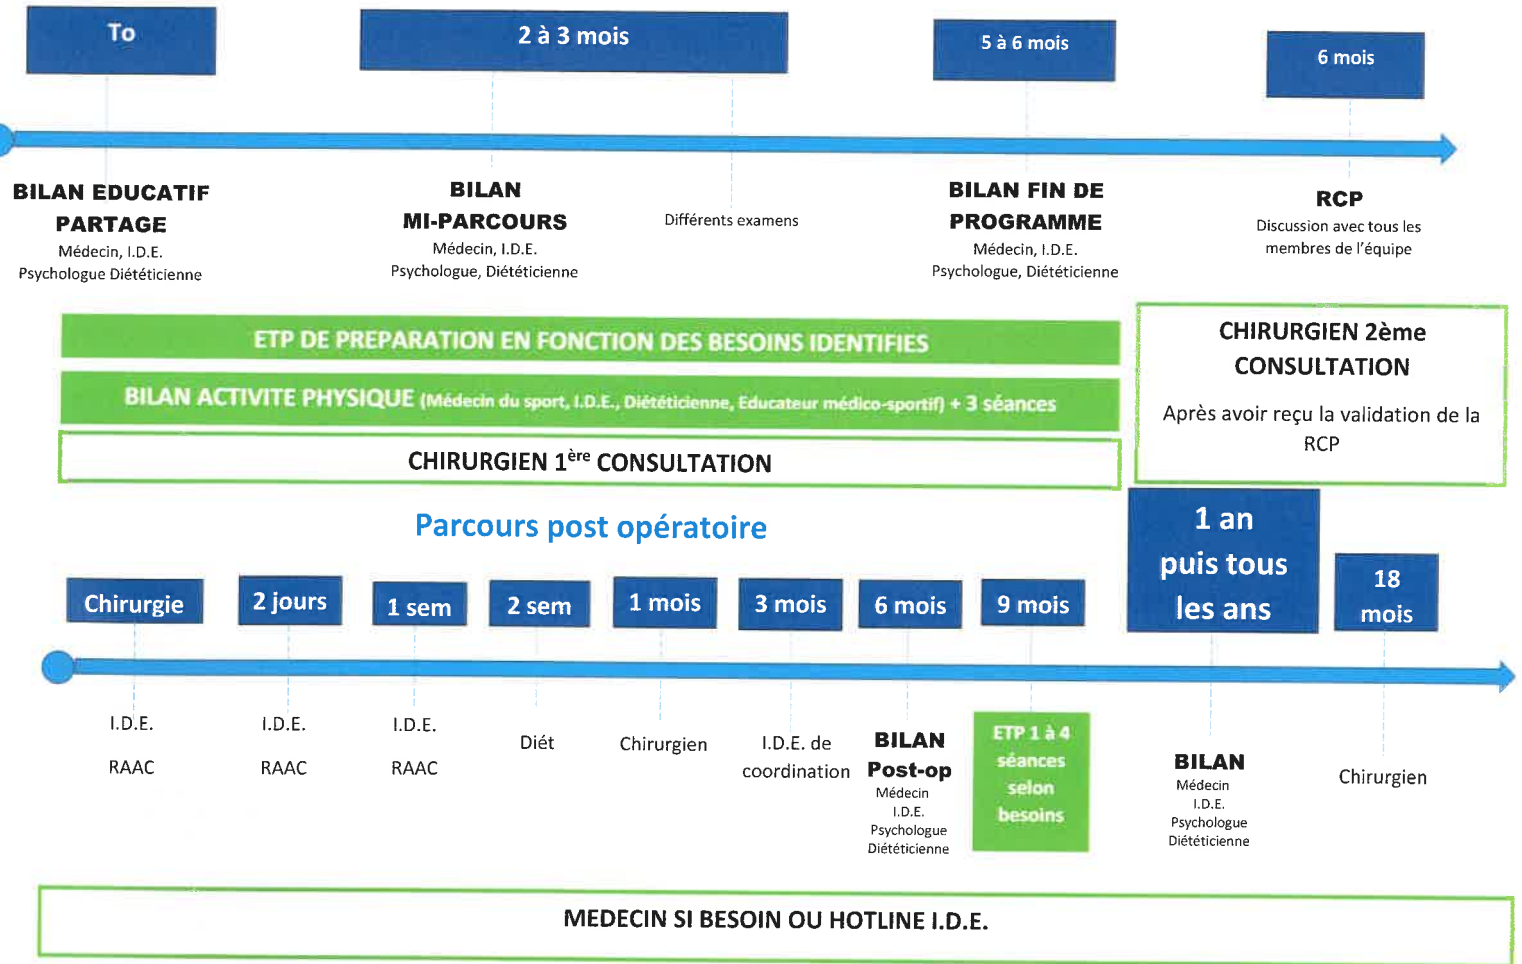 To
2 à 3 mois
5 à 6 mois
6 mois
BILAN EDUCATIF
PARTAGE
Médecin, I.D.E.
Psychologue Diététicienne
BILAN
MI-PARCOURS
Médecin, I.D.E.
Psychologue, Diététicienne
Différents examens
BILAN FIN DE
PROGRAMME
Médecin, I.D.E.
Psychologue, Diététicienne
RCP
Discussion avec tous les
membres de l'équipe
ETP DE PREPARATION EN FONCTION DES BESOINS IDENTIFIES
BILAN ACTIVITE PHYSIQUE (Médecin du sport, I.D.E., Diététicienne, Educateur médico-sportif) + 3 séances
CHIRURGIEN 1ère CONSULTATION
CHIRURGIEN 2ème
CONSULTATION
Après avoir reçu la validation de la
RCP
Parcours post opératoire
Chirurgie
2 jours
1 sem
2 sem
1 mois
3 mois
6 mois
9 mois
1 an
puis tous
les ans
18
mois
I.D.E.
RAAC
I.D.E.
RAAC
I.D.E.
RAAC
Diét
Chirurgien
I.D.E. de
coordination
BILAN
Post-op
Médecin
I.D.E.
Psychologue
Diététicienne
ETP 1 à 4
séances
selon
besoins
BILAN
Médecin
I.D.E.
Psychologue
Diététicienne
Chirurgien
MEDECIN SI BESOIN OU HOTLINE I.D.E.